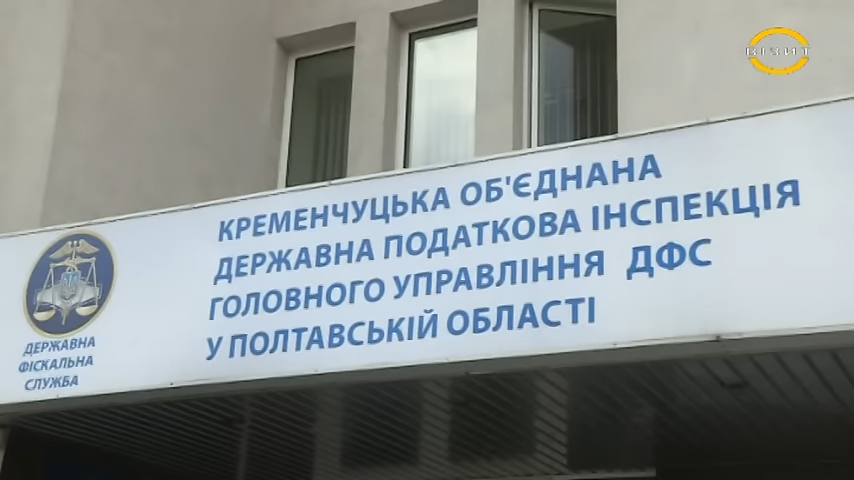 ВІЗИТ
КРЕМЕНЧУЦЬКА ОБ'ЄДНАНА
ДЕРЖАВНА ПОДАТКОВА ІНСПЕКЦІЯ
ГОЛОВНОГО УПРАВЛІННЯ ДФС
У ПОЛТАВСЬКІЙ ОБЛАСТІ
ДЕРЖАВНА
ФІСКАЛЬНА
СЛУЖБА